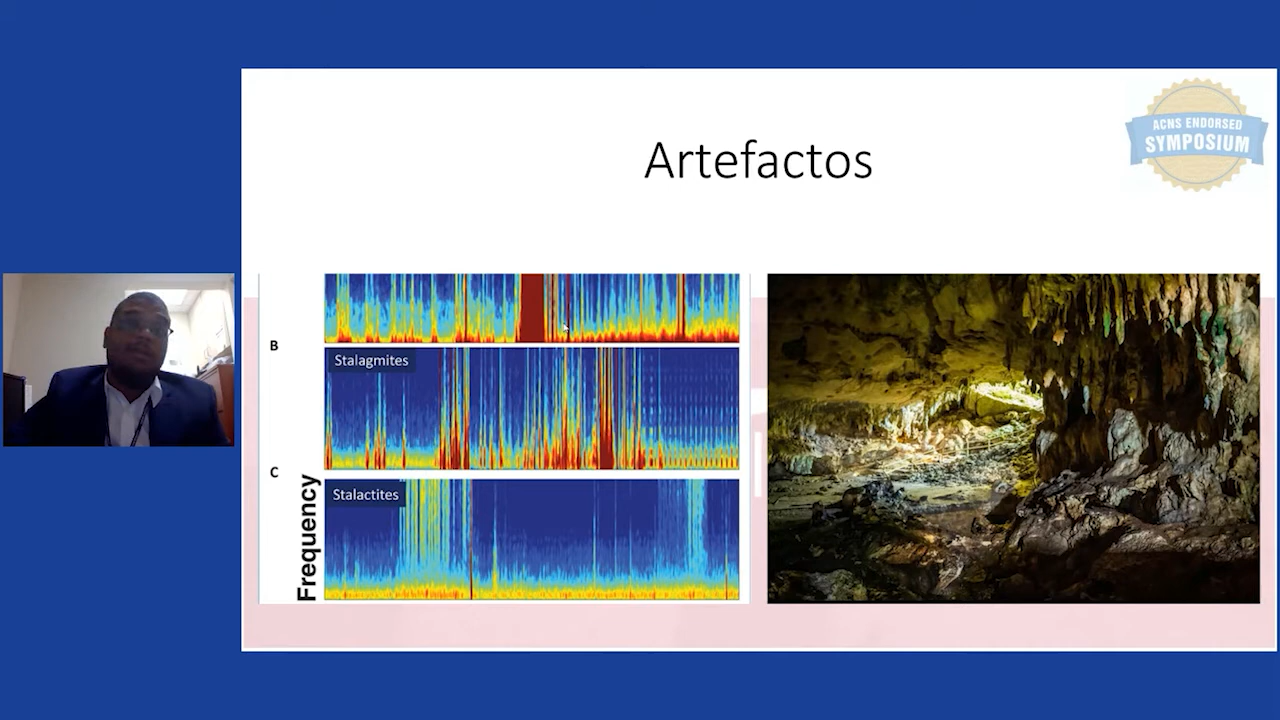 Artefactos
ACNS ENDORSED
SYMPOSIUM
B
Stalagmites
C
Stalactites
Frequency